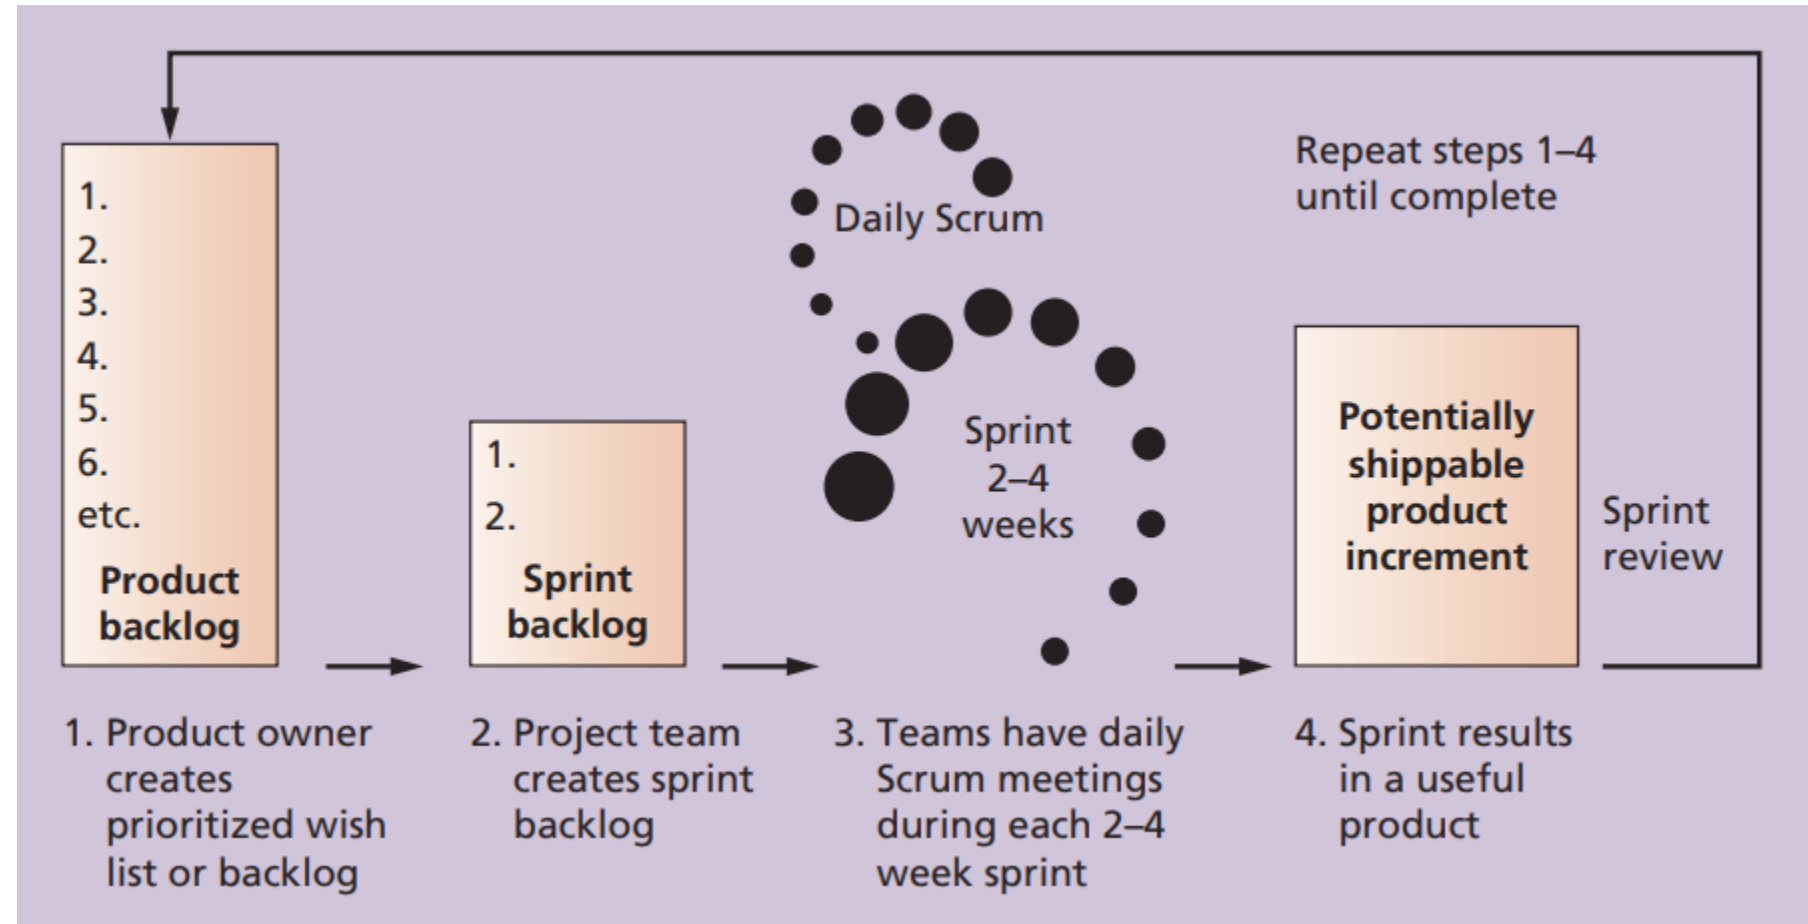 1.
2.
3.
4.
5.
6.
etc.
Product
backlog
1.
2.
Sprint
backlog
Daily Scrum
Sprint
2–4
weeks
Repeat steps 1–4
until complete
Potentially
shippable
product
increment
Sprint
review
1. Product owner
creates
prioritized wish
list or backlog
2. Project team
creates sprint
backlog
3. Teams have daily
Scrum meetings
during each 2–4
week sprint
4. Sprint results
in a useful
product